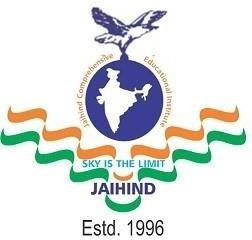 Jaihind Comprehensive Educational Institute
SKY IS THE LIMIT
JAIHIND
Estd. 1996